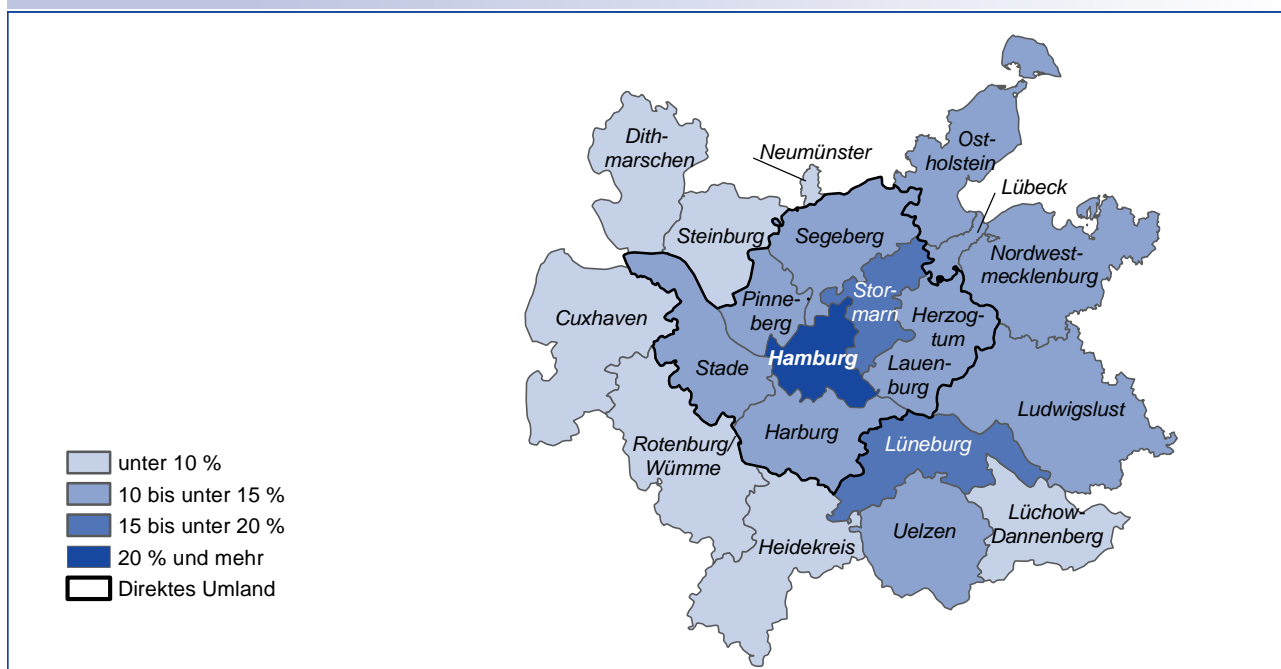 Dith-
marschen
Neumünster
Ost-
holstein
Lübeck
Steinburg
Segeberg
Nordwest-
mecklenburg
Cuxhaven
Pinne-
berg
Stor-
marn
Herzog-
tum
Lauen-
burg
Stade
Hamburg
Ludwigslust
Harburg
Lüneburg
Rotenburg/
Wümme
Heidekreis
Uelzen
Lüchow-
Dannenberg
unter 10 %
10 bis unter 15 %
15 bis unter 20 %
20 % und mehr
Direktes Umland